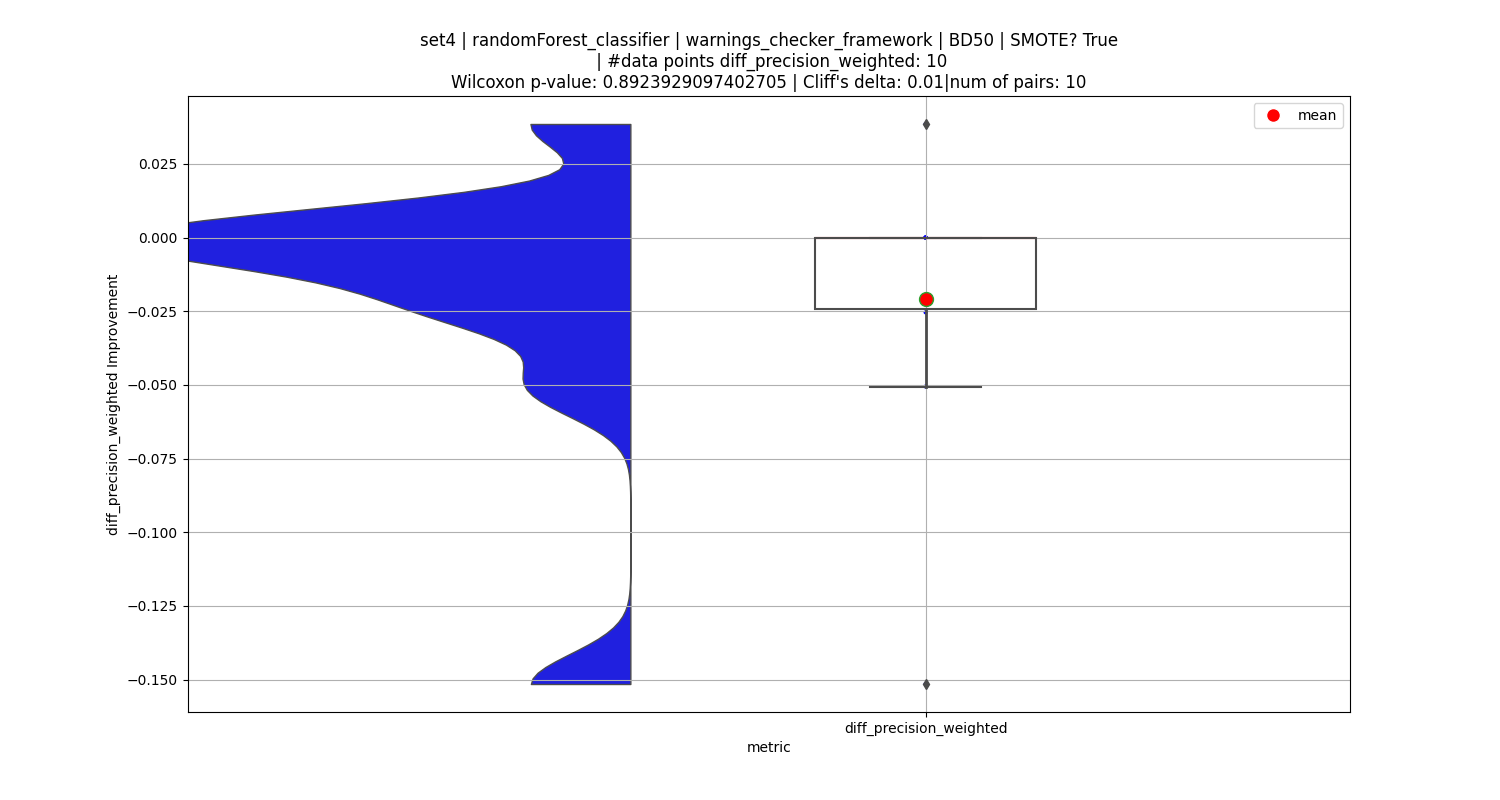 set4 | randomForest_classifier | warnings_checker_framework | BD50 | SMOTE? True
| #data points diff_precision_weighted: 10
Wilcoxon p-value: 0.8923929097402705 | Cliff's delta: 0.01|num of pairs: 10
mean
0.025
0.000
−0.025
−0.050
−0.075
−0.100
−0.125
−0.150
diff_precision_weighted Improvement
diff_precision_weighted
metric